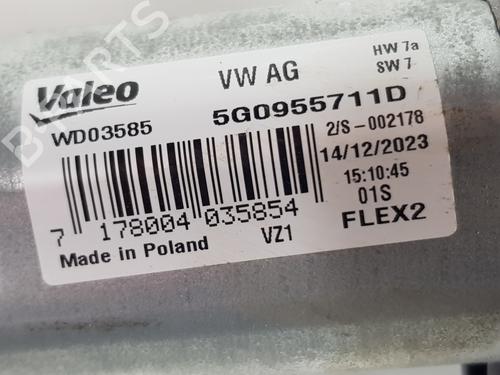 Valeo
VW AG
HW 7a
SW 7
WD03585
5G0955711D
2/S-002178
14/12/2023
15:10:45
01S
7 178004 035854
FLEX2
Made in Poland
VZ1